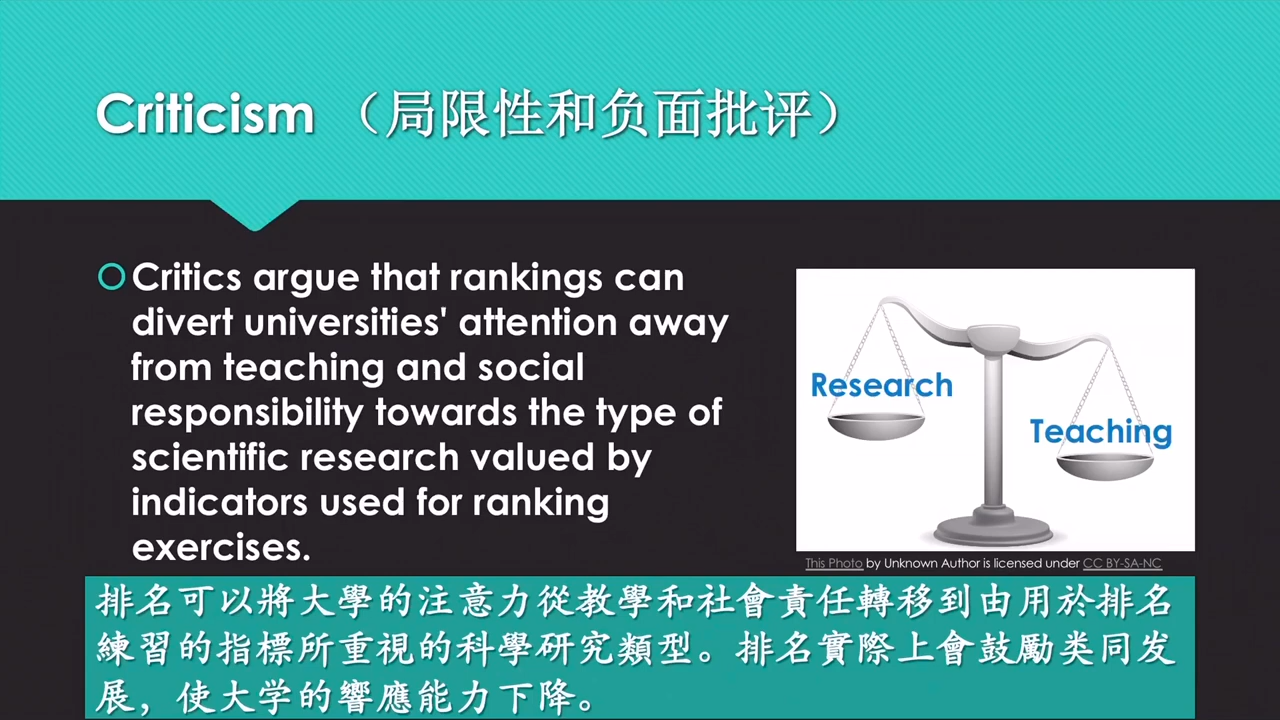 Criticism （局限性和负面批评）
Critics argue that rankings can
divert universities' attention away
from teaching and social
responsibility towards the type of
scientific research valued by
indicators used for ranking
exercises.
Research
Teaching
This Photo by Unknown Author is licensed under CC BY-SA-NC
排名可以將大學的注意力從教學和社會責任轉移到由用於排名
練習的指標所重視的科學研究類型。排名實際上會鼓勵类同发
展，使大学的響應能力下降。